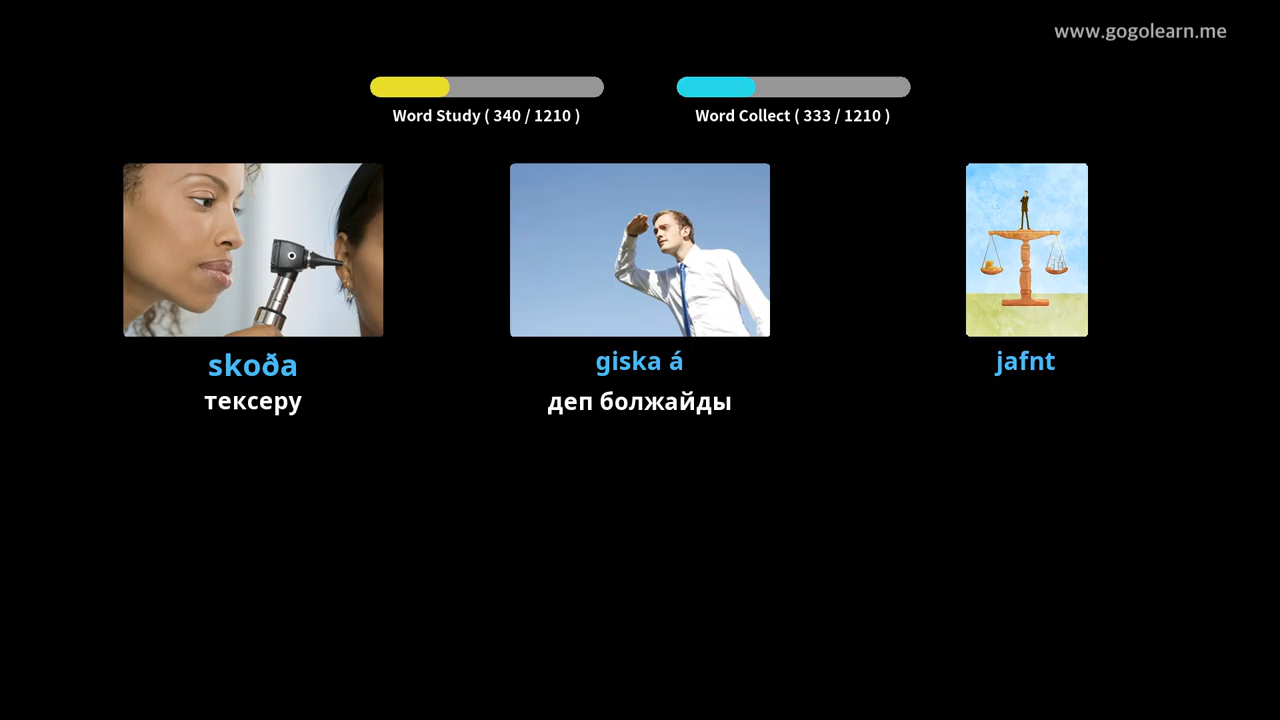 www.gogolearn.me
Word Study ( 340 / 1210 )
Word Collect ( 333 / 1210 )
skoða
giska á
jafnt
тексеру
деп болжайды